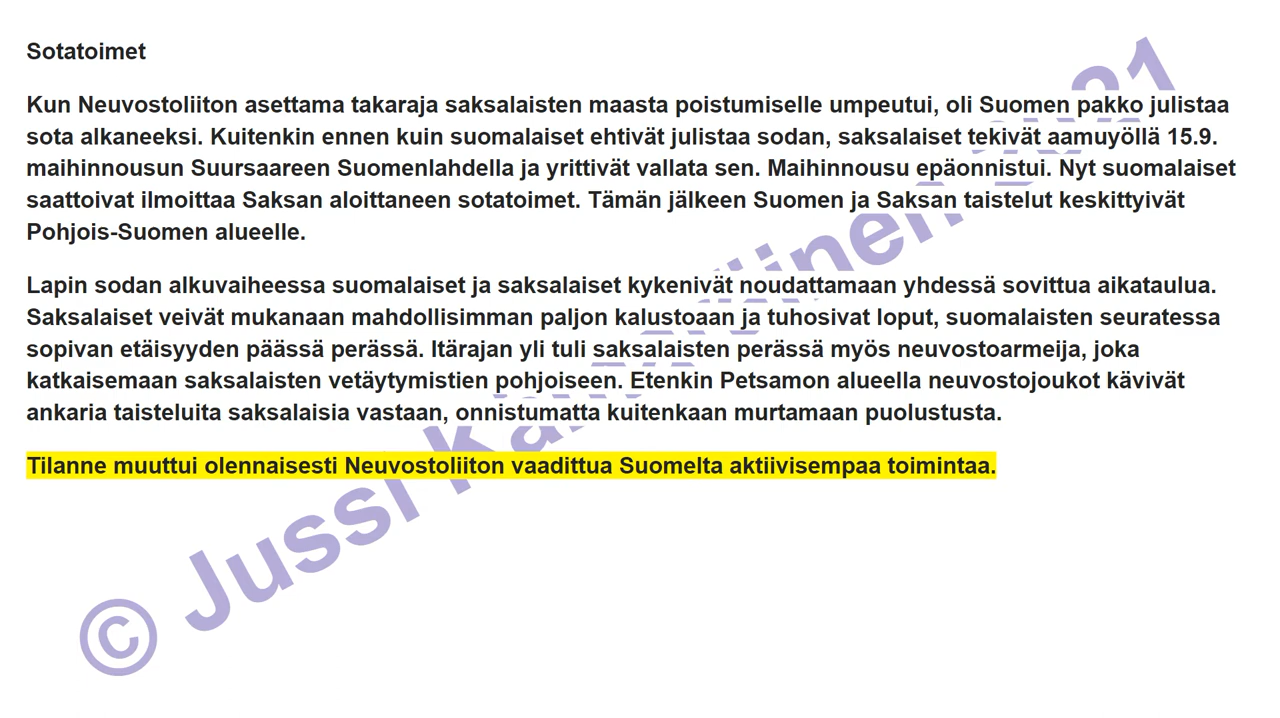 Sotatoimet
Kun Neuvostoliiton asettama takaraja saksalaisten maasta poistumiselle umpeutui, oli Suomen pakko julistaa
sota alkaneeksi. Kuitenkin ennen kuin suomalaiset ehtivät julistaa sodan, saksalaiset tekivät aamuyöllä 15.9.
maihinnousun Suursaareen Suomenlahdella ja yrittivät vallata sen. Maihinnousu epäonnistui. Nyt suomalaiset
saattoivat ilmoittaa Saksan aloittaneen sotatoimet. Tämän jälkeen Suomen ja Saksan taistelut keskittyivät
Pohjois-Suomen alueelle.
Lapin sodan alkuvaiheessa suomalaiset ja saksalaiset kykenivät noudattamaan yhdessä sovittua aikataulua.
Saksalaiset veivät mukanaan mahdollisimman paljon kalustoaan ja tuhosivat loput, suomalaisten seuratessa
sopivan etäisyyden päässä perässä. Itärajan yli tuli saksalaisten perässä myös neuvostoarmeija, joka
katkaisemaan saksalaisten vetäytymistien pohjoiseen. Etenkin Petsamon alueella neuvostojoukot kävivät
ankaria taisteluita saksalaisia vastaan, onnistumatta kuitenkaan murtamaan puolustusta.
Tilanne muuttui olennaisesti Neuvostoliiton vaadittua Suomelta aktiivisempaa toimintaa.
© Jussi